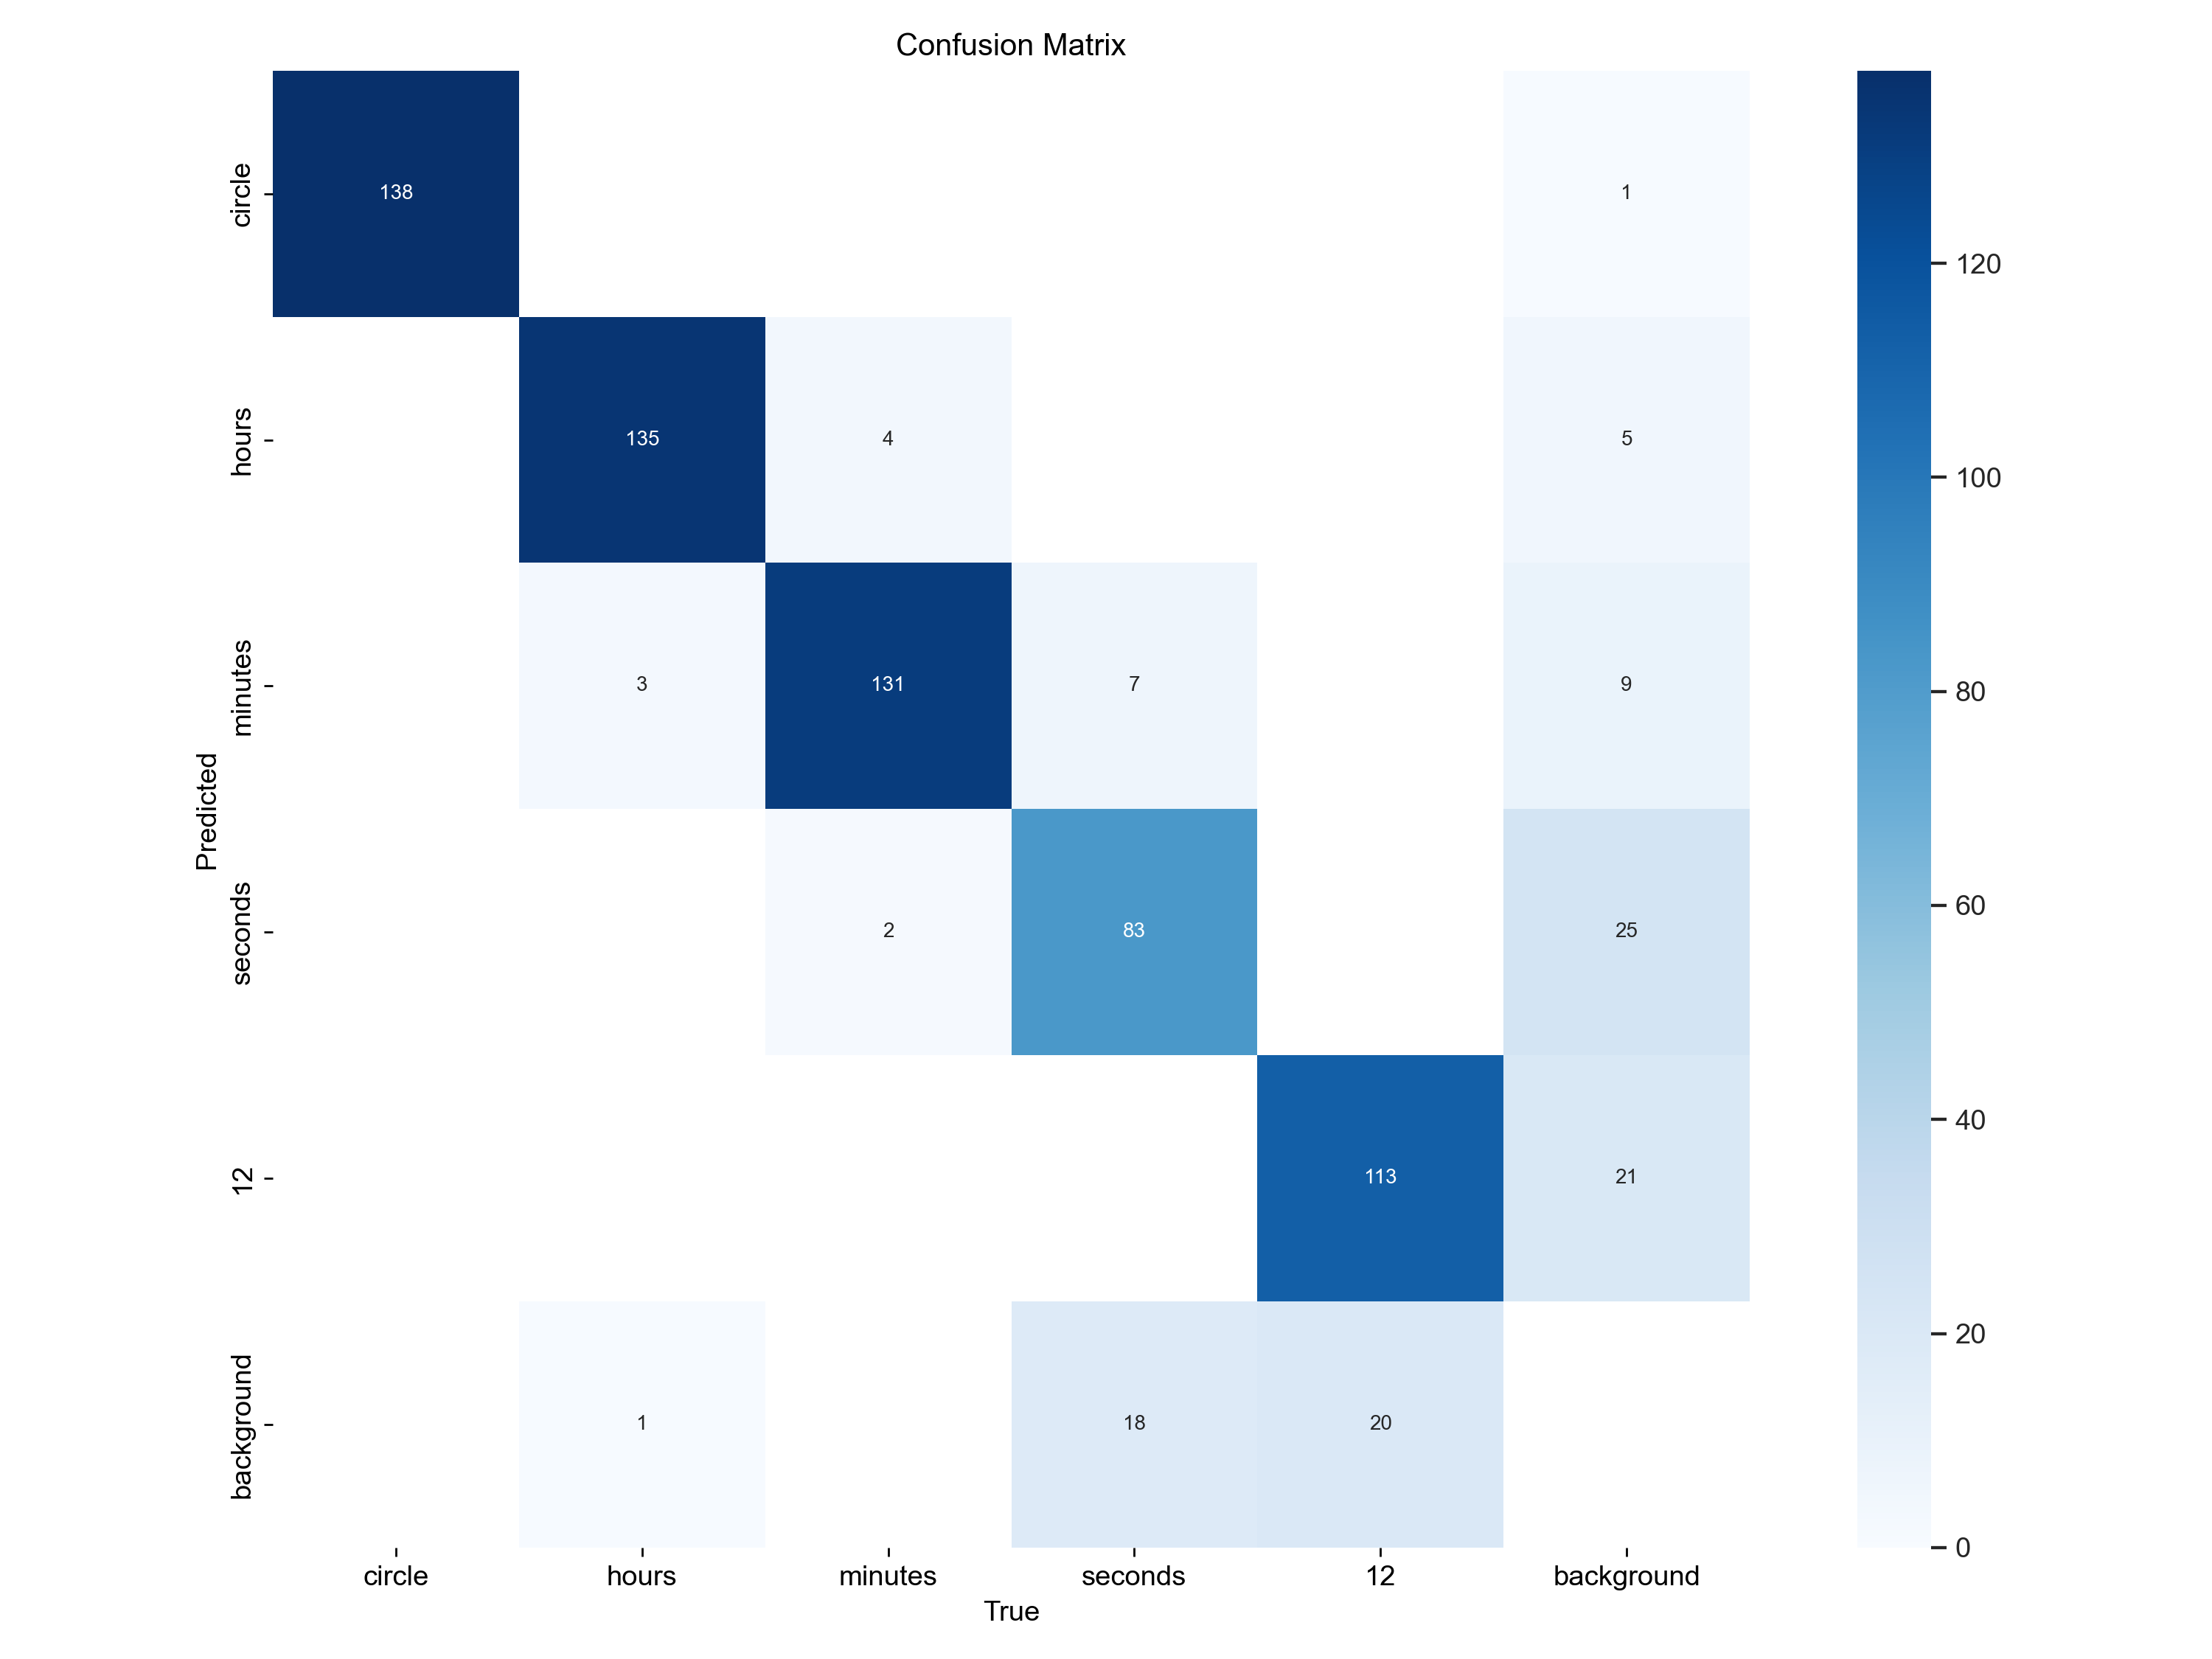 Confusion Matrix
Predicted
circle
138
1
hours
135
4
5
minutes
3
131
7
9
seconds
2
83
25
12
113
21
background
1
18
20
circle hours minutes seconds 12 background
True
120
100
80
60
40
20
0